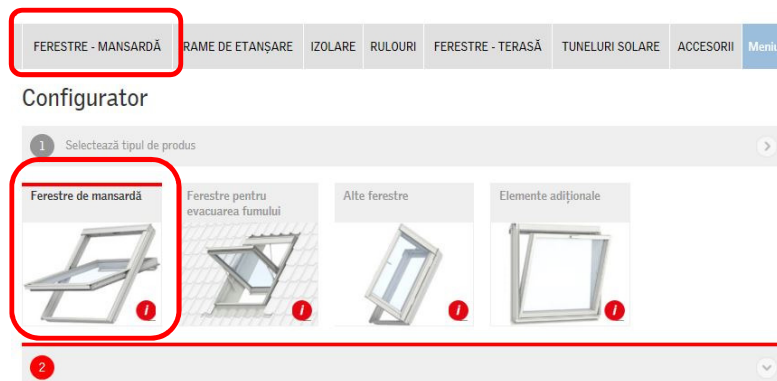 FERESTRE - MANSARDĂ RAME DE ETANȘARE IZOLARE RULOURI FERESTRE - TERASĂ TUNELURI SOLARE ACCESORII Meniu
Configurator
1 Selectează tipul de produs
Ferestre de mansardă
Ferestre pentru
evacuarea fumului
Alte ferestre
Elemente adiționale
i i i i
2